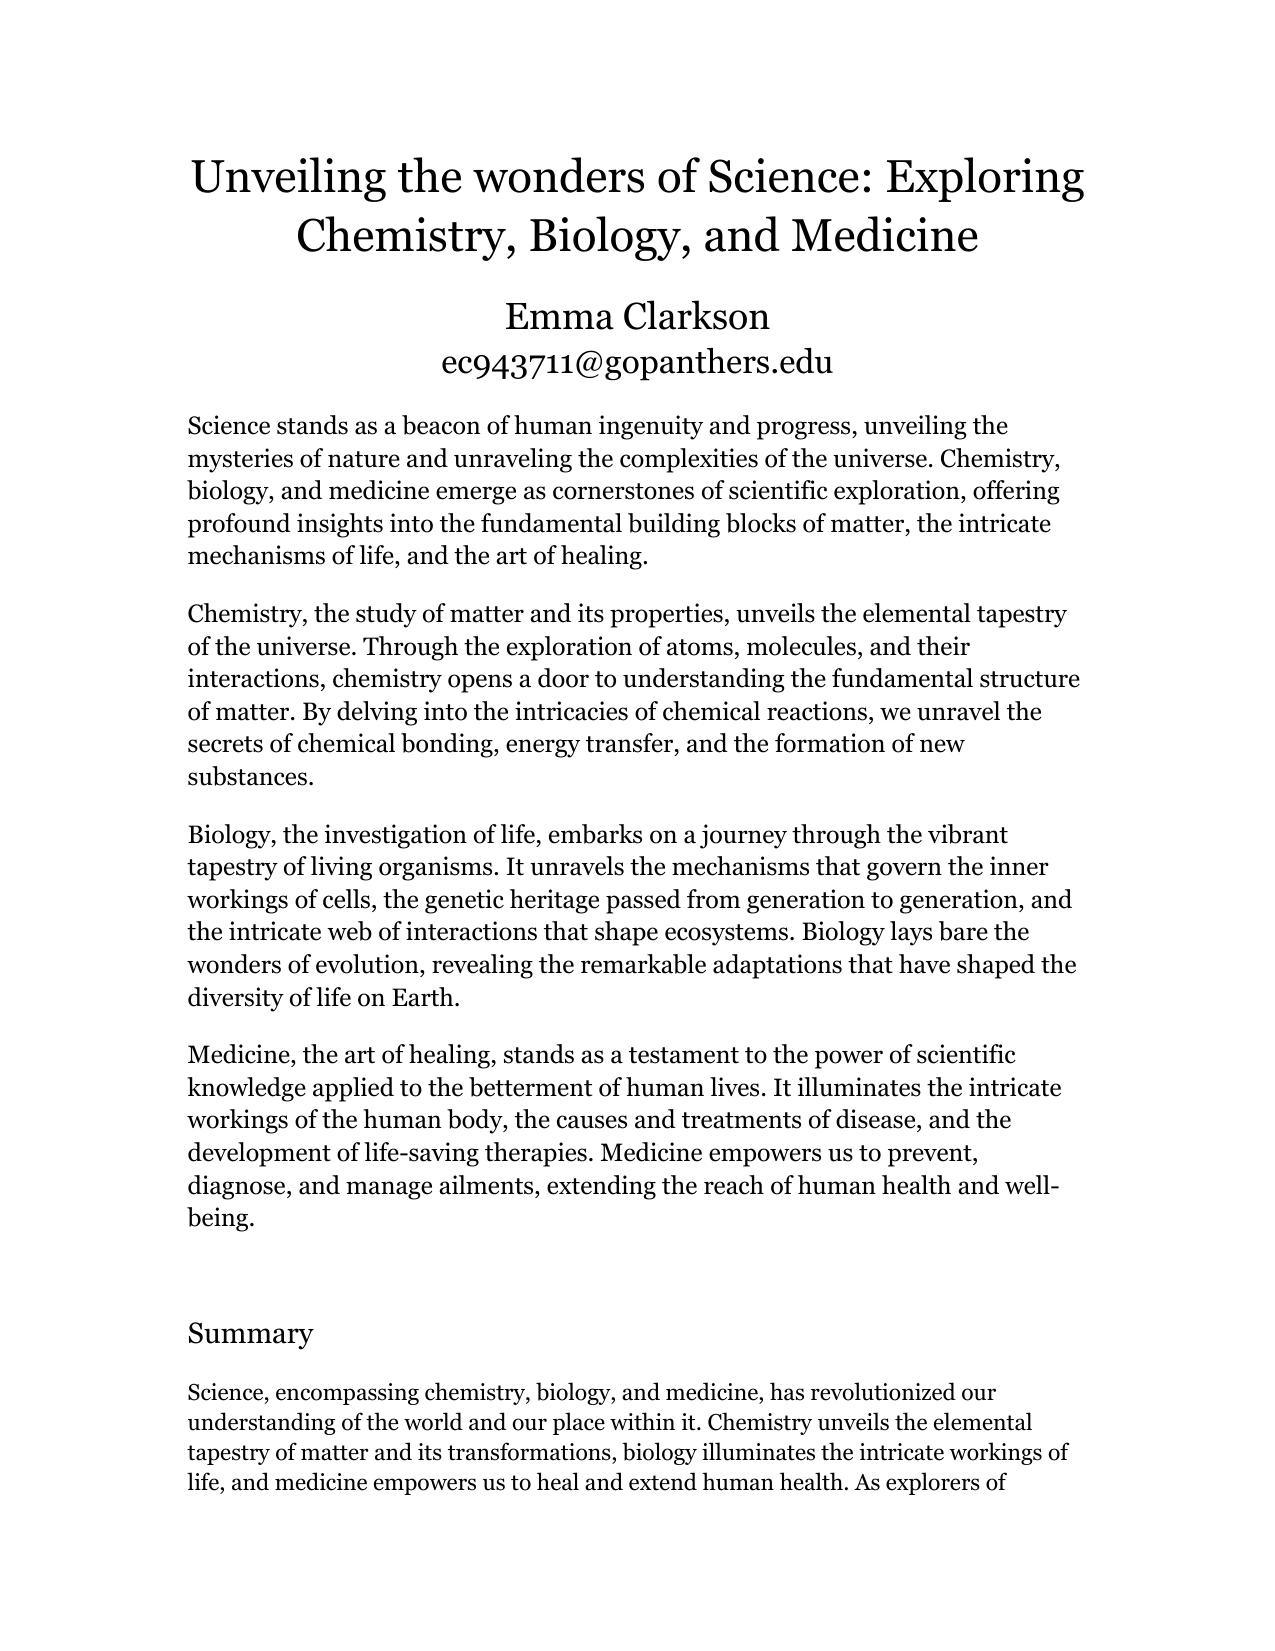 Unveiling the wonders of Science: Exploring
Chemistry, Biology, and Medicine
Emma Clarkson
ec943711@gopanthers.edu
Science stands as a beacon of human ingenuity and progress, unveiling the
mysteries of nature and unraveling the complexities of the universe. Chemistry,
biology, and medicine emerge as cornerstones of scientific exploration, offering
profound insights into the fundamental building blocks of matter, the intricate
mechanisms of life, and the art of healing.
Chemistry, the study of matter and its properties, unveils the elemental tapestry
of the universe. Through the exploration of atoms, molecules, and their
interactions, chemistry opens a door to understanding the fundamental structure
of matter. By delving into the intricacies of chemical reactions, we unravel the
secrets of chemical bonding, energy transfer, and the formation of new
substances.
Biology, the investigation of life, embarks on a journey through the vibrant
tapestry of living organisms. It unravels the mechanisms that govern the inner
workings of cells, the genetic heritage passed from generation to generation, and
the intricate web of interactions that shape ecosystems. Biology lays bare the
wonders of evolution, revealing the remarkable adaptations that have shaped the
diversity of life on Earth.
Medicine, the art of healing, stands as a testament to the power of scientific
knowledge applied to the betterment of human lives. It illuminates the intricate
workings of the human body, the causes and treatments of disease, and the
development of life-saving therapies. Medicine empowers us to prevent,
diagnose, and manage ailments, extending the reach of human health and well-
being.
Summary
Science, encompassing chemistry, biology, and medicine, has revolutionized our
understanding of the world and our place within it. Chemistry unveils the elemental
tapestry of matter and its transformations, biology illuminates the intricate workings of
life, and medicine empowers us to heal and extend human health. As explorers of